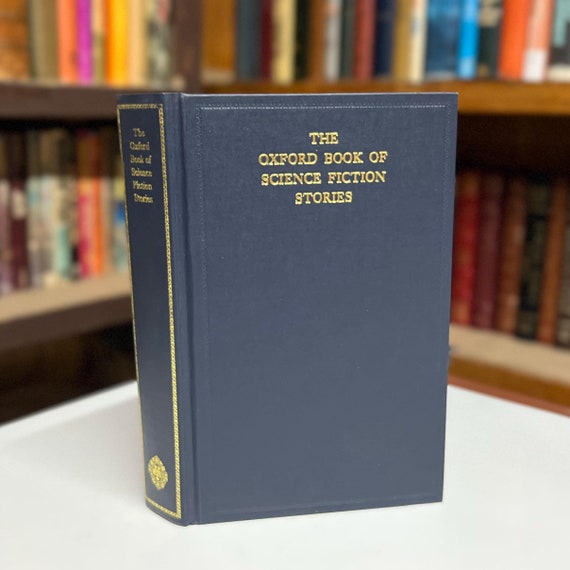 The
Oxford
Book of
Science
Fiction
Stories
THE
OXFORD BOOK OF
SCIENCE FICTION
STORIES